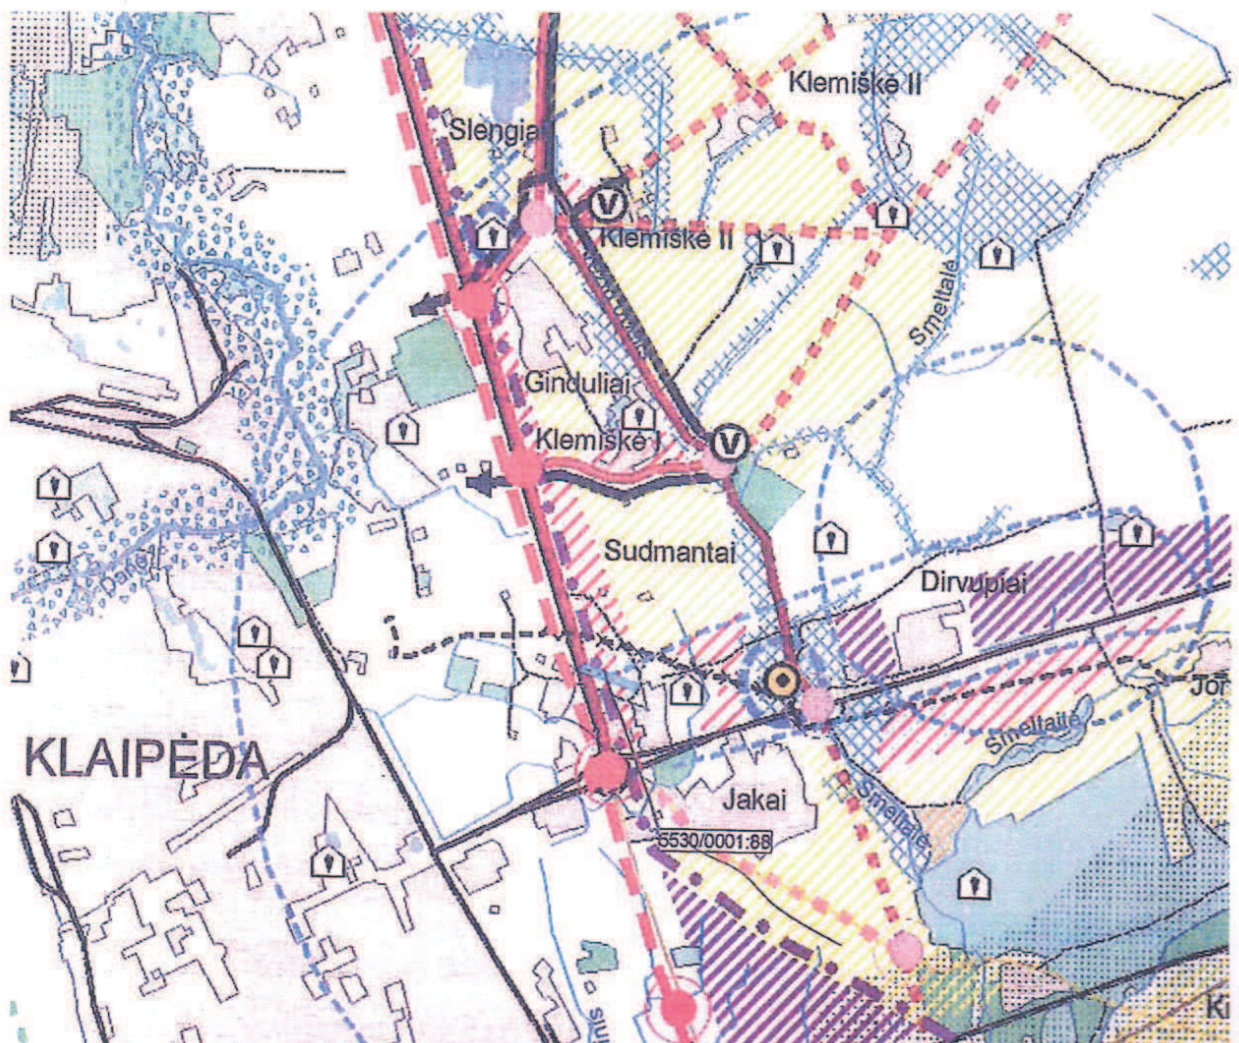 Klemiškė II
Slengiai
V
Klemiškė II
Smeltalė
Ginduliai
Klemiškė I
V
Sudmantai
Dirvupiai
Danė
Jor
KLAIPĖDA
Smeltaitė
Jakai
Smeltalė
5530/0001:88
Ki